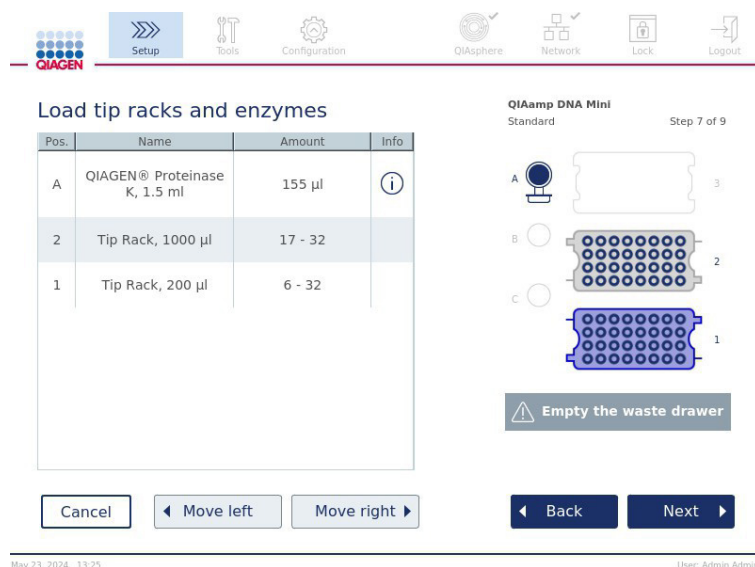 Setup
Tools
Configuration
QIAsphere
Network
Lock
Logout
QIAGEN
Load tip racks and enzymes
QIAamp DNA Mini
Standard Step 7 of 9
Pos. Name Amount Info
A QIAGEN® Proteinase K, 1.5 ml 155 µl i
2 Tip Rack, 1000 µl 17 - 32
1 Tip Rack, 200 µl 6 - 32
A
3
B
2
C
1
Empty the waste drawer
Cancel
Move left
Move right
Back
Next
May 23, 2024 13:25
User: Admin Admi